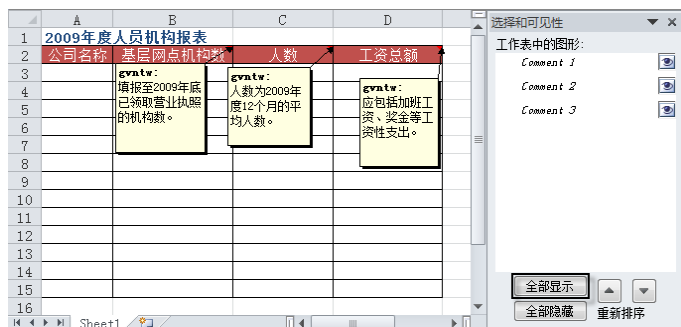 A B C D
1 2009年度人员机构报表
2 公司名称 基层网点机构数 人数 工资总额
3
4
5
6
7
8
9
10
11
12
13
14
15
16
gvntw:
填报至2009年底
已领取营业执照
的机构数。
gvntw:
人数为2009年
度12个月的平
均人数。
gvntw:
应包括加班工
资、奖金等工
资性支出。
Sheet1
选择和可见性
工作表中的图形:
Comment 1
Comment 2
Comment 3
全部显示
全部隐藏 重新排序